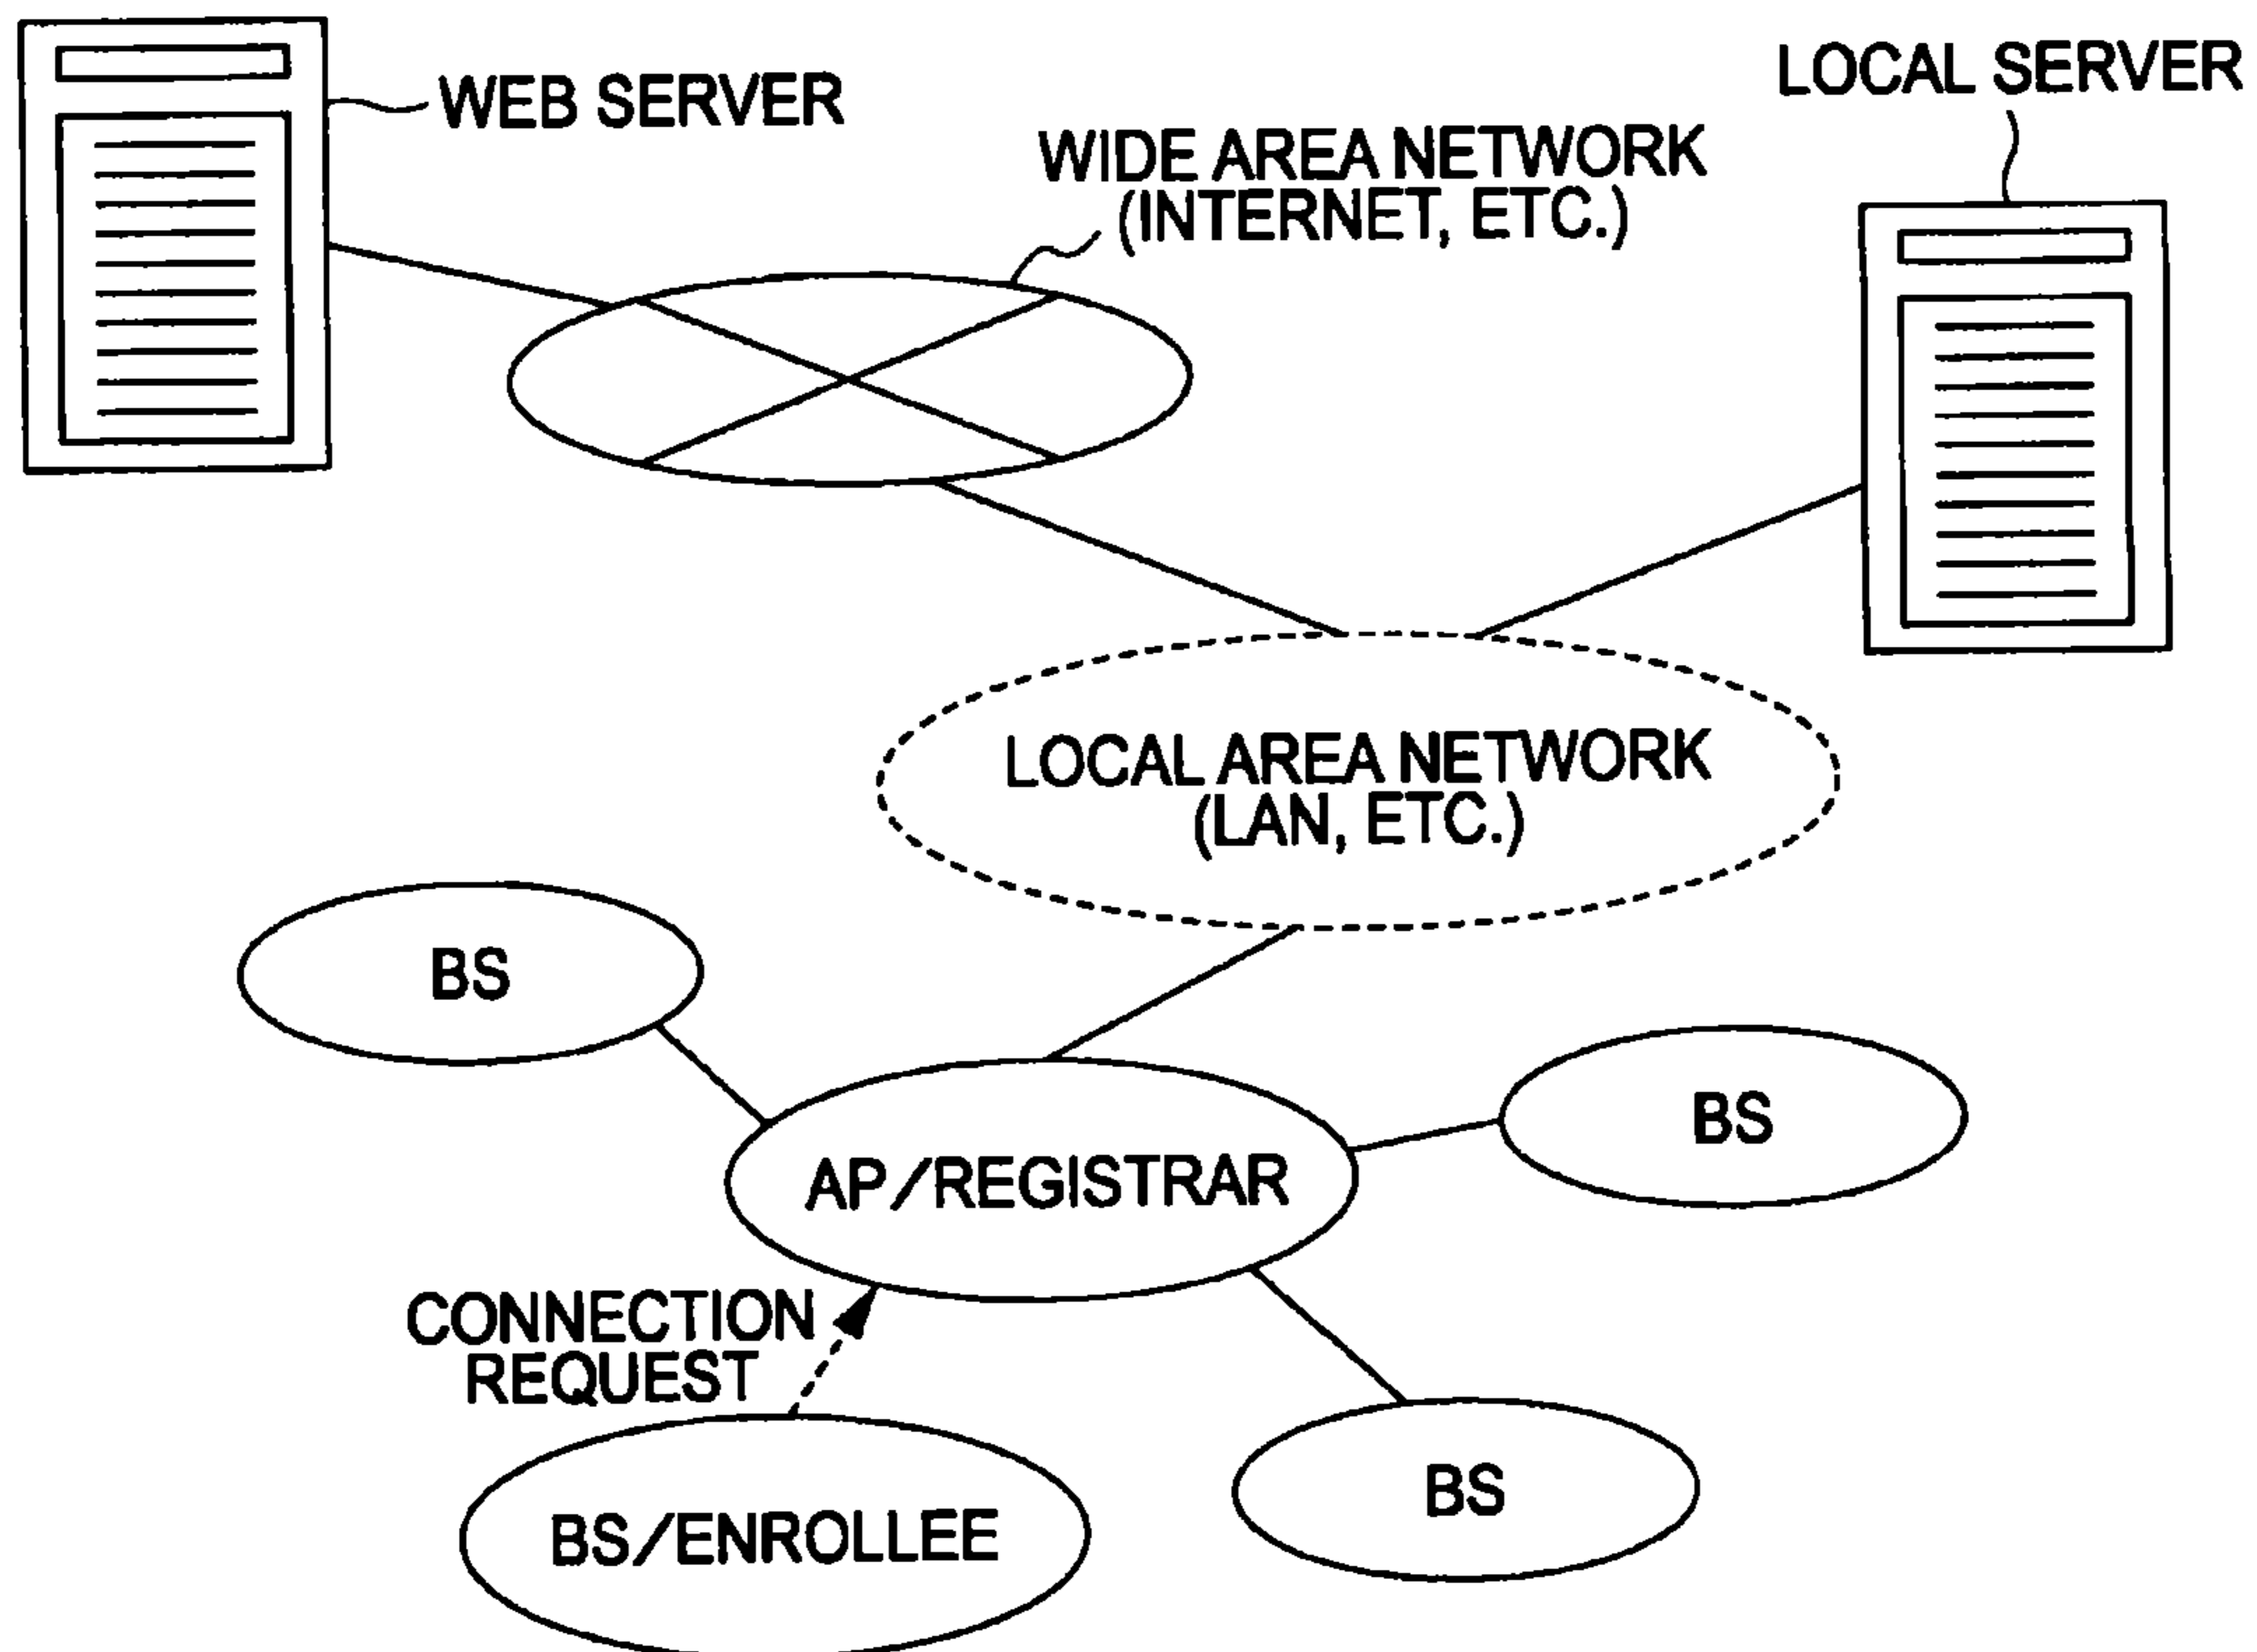 WEB SERVER
LOCAL SERVER
WIDE AREA NETWORK
(INTERNET, ETC.)
LOCAL AREA NETWORK
(LAN, ETC.)
BS
BS
AP/REGISTRAR
CONNECTION
REQUEST
BS
BS/ENROLLEE